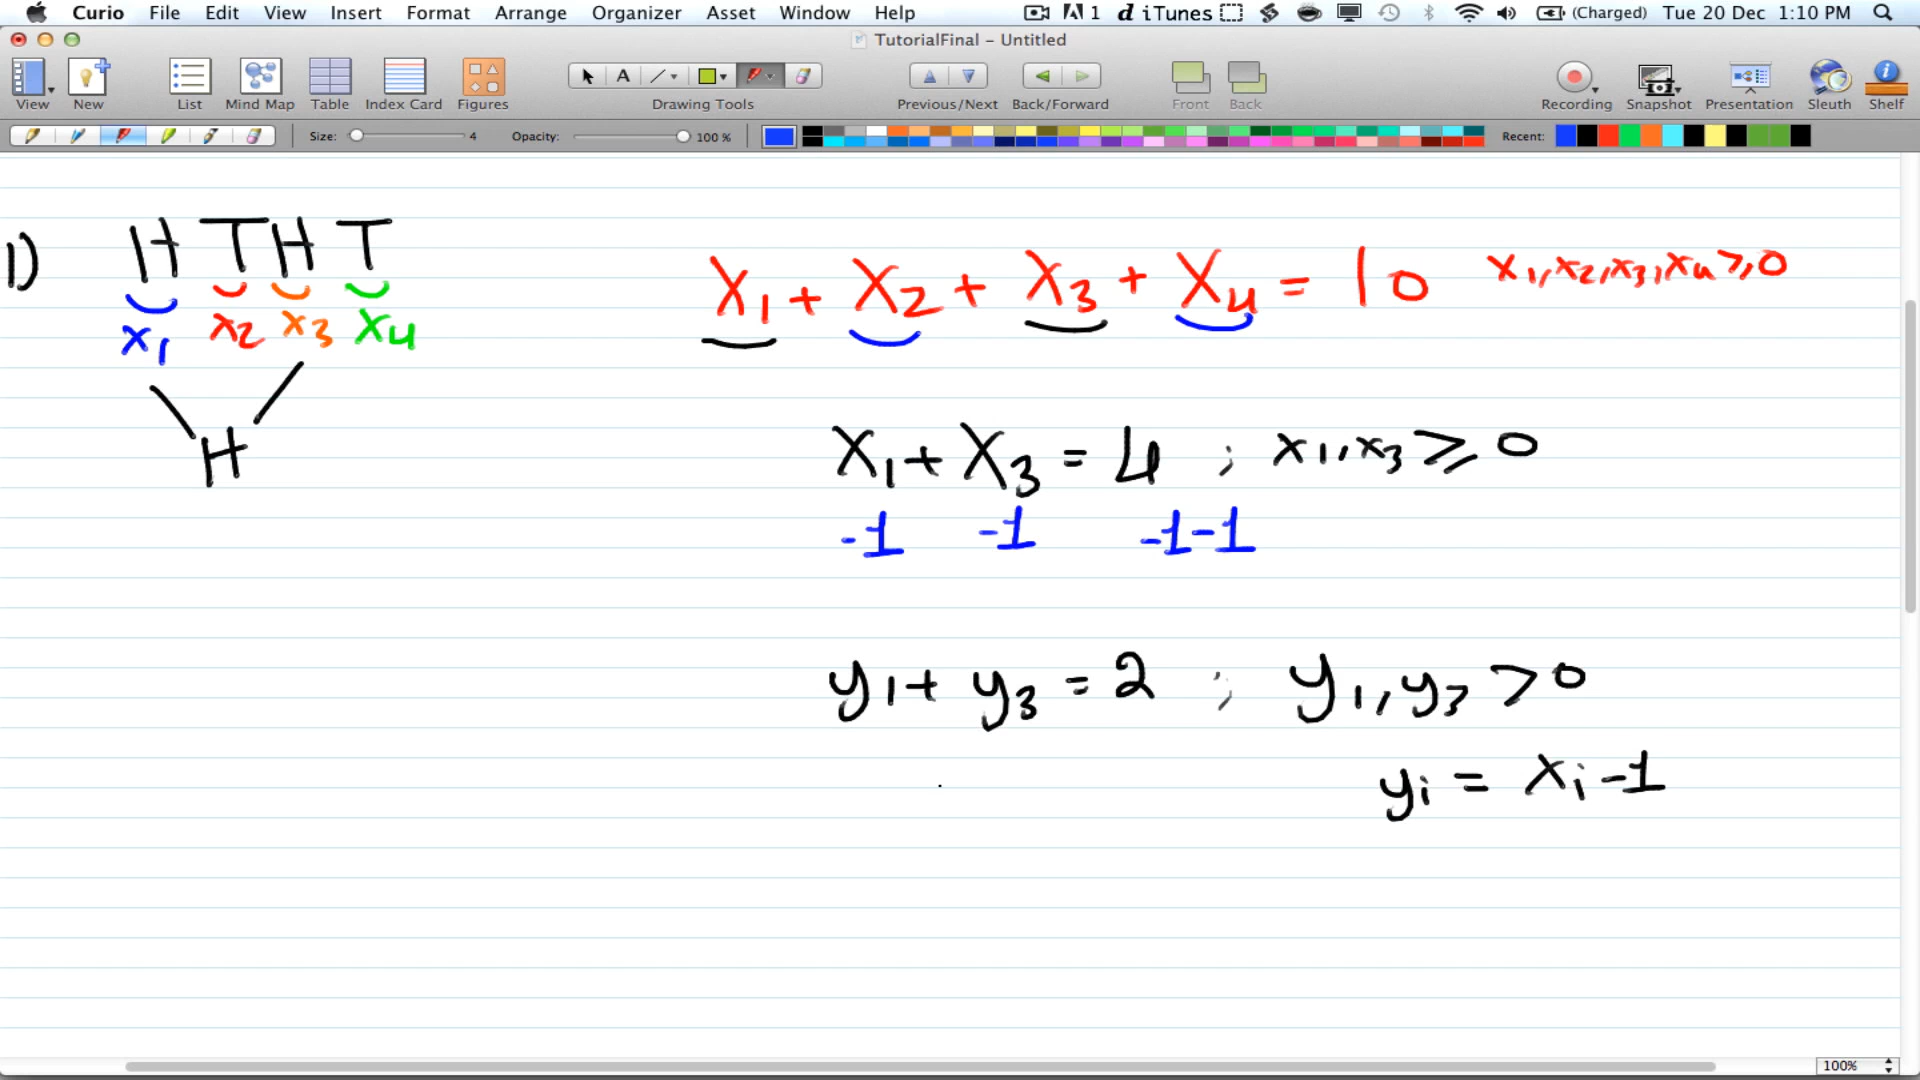 Curio File Edit View Insert Format Arrange Organizer Asset Window Help 1 iTunes (Charged) Tue 20 Dec 1:10 PM
TutorialFinal – Untitled
View New List Mind Map Table Index Card Figures Drawing Tools Previous/Next Back/Forward Front Back Recording Snapshot Presentation Sleuth Shelf
A
Size: 4 Opacity: 100 % Recent:
1) H T H T
x1 x2 x3 x4
H
x1 + x2 + x3 + x4 = 10 x1, x2, x3, x4 ≥ 0
x1 + x3 = 4 ; x1, x3 ≥ 0
-1 -1 -1-1
y1 + y3 = 2 ; y1, y3 > 0
yi = xi -1
100%